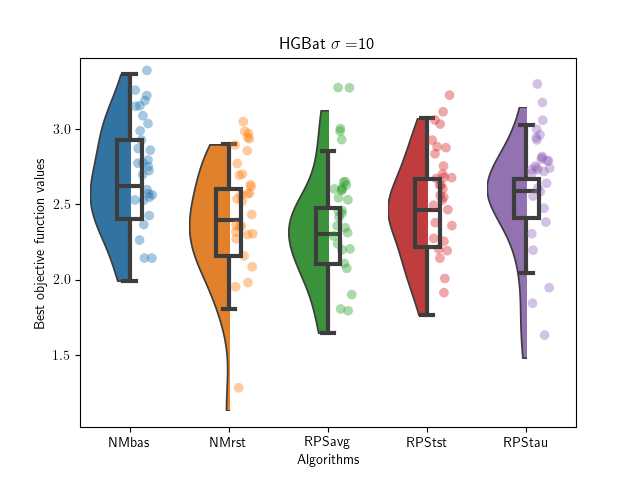 HGBat σ =10
Best objective function values
3.0
2.5
2.0
1.5
NMbas NMrst RPSavg RPStst RPStau
Algorithms